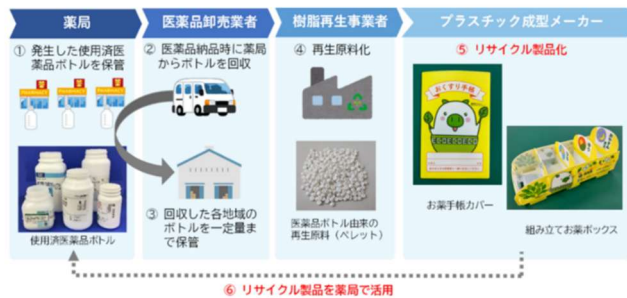 薬局
医薬品卸売業者
樹脂再生事業者
プラスチック成型メーカー
① 発生した使用済医
薬品ボトルを保管
② 医薬品納品時に薬局
からボトルを回収
④ 再生原料化
⑤ リサイクル製品化
おくすり手帳
使用済医薬品ボトル
③ 回収した各地域の
ボトルを一定量ま
で保管
医薬品ボトル由来の
再生原料（ペレット）
お薬手帳カバー
組み立てお薬ボックス
⑥ リサイクル製品を薬局で活用